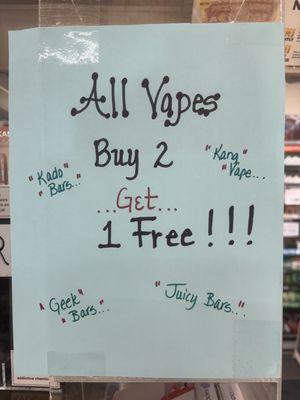 All Vapes
Buy 2
"Kado"
"Bars...
"Kang"
"Vape...
...Get...
1 Free!!!
"Geek"
"Bars...
"Juicy Bars"...